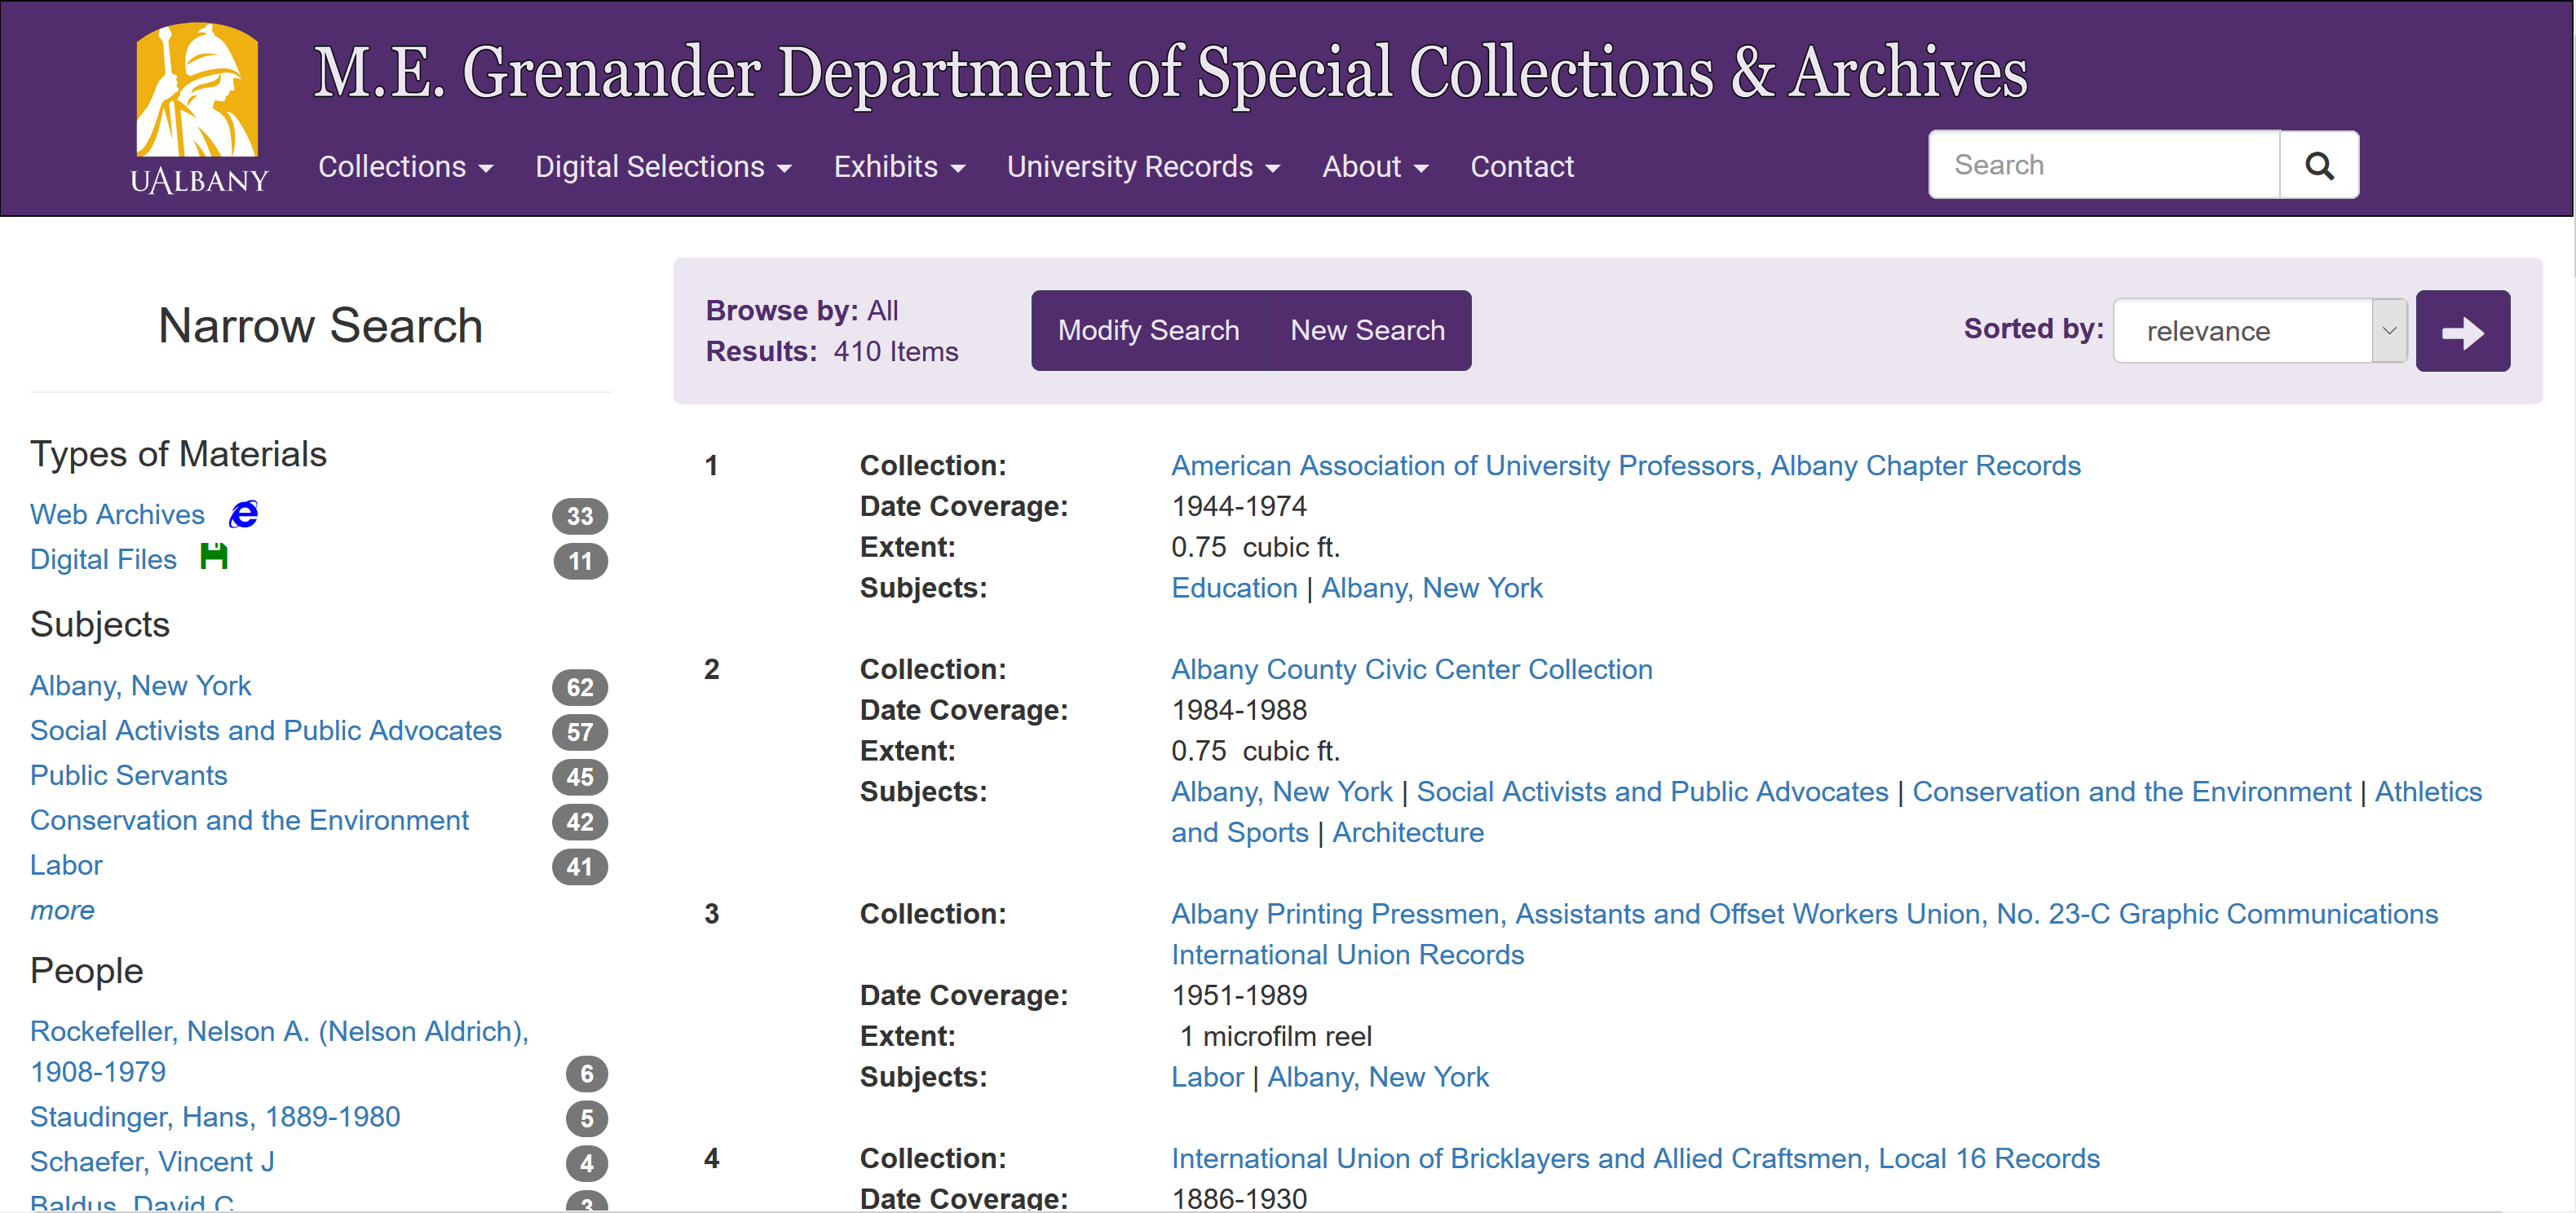 M.E. Grenander Department of Special Collections & Archives
UALBANY
Collections Digital Selections Exhibits University Records About Contact
Search
Narrow Search
Types of Materials
Web Archives 33
Digital Files 11
Subjects
Albany, New York 62
Social Activists and Public Advocates 57
Public Servants 45
Conservation and the Environment 42
Labor 41
more
People
Rockefeller, Nelson A. (Nelson Aldrich),
1908-1979 6
Staudinger, Hans, 1889-1980 5
Schaefer, Vincent J 4
Baldus, David C 3
Browse by: All
Results: 410 Items
Modify Search New Search
Sorted by: relevance
1 Collection: American Association of University Professors, Albany Chapter Records
Date Coverage: 1944-1974
Extent: 0.75 cubic ft.
Subjects: Education | Albany, New York
2 Collection: Albany County Civic Center Collection
Date Coverage: 1984-1988
Extent: 0.75 cubic ft.
Subjects: Albany, New York | Social Activists and Public Advocates | Conservation and the Environment | Athletics
and Sports | Architecture
3 Collection: Albany Printing Pressmen, Assistants and Offset Workers Union, No. 23-C Graphic Communications
International Union Records
Date Coverage: 1951-1989
Extent: 1 microfilm reel
Subjects: Labor | Albany, New York
4 Collection: International Union of Bricklayers and Allied Craftsmen, Local 16 Records
Date Coverage: 1886-1930